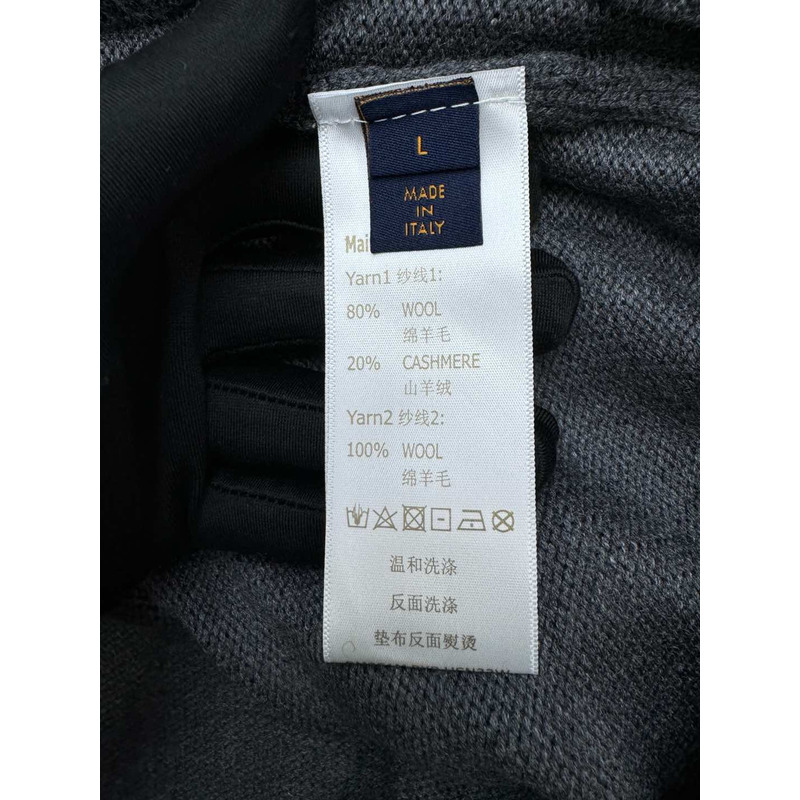 L
MADE
IN
ITALY
Mai
Yarn1 纱线1:
80% WOOL
绵羊毛
20% CASHMERE
山羊绒
Yarn2 纱线2:
100% WOOL
绵羊毛
温和洗涤
反面洗涤
垫布反面熨烫